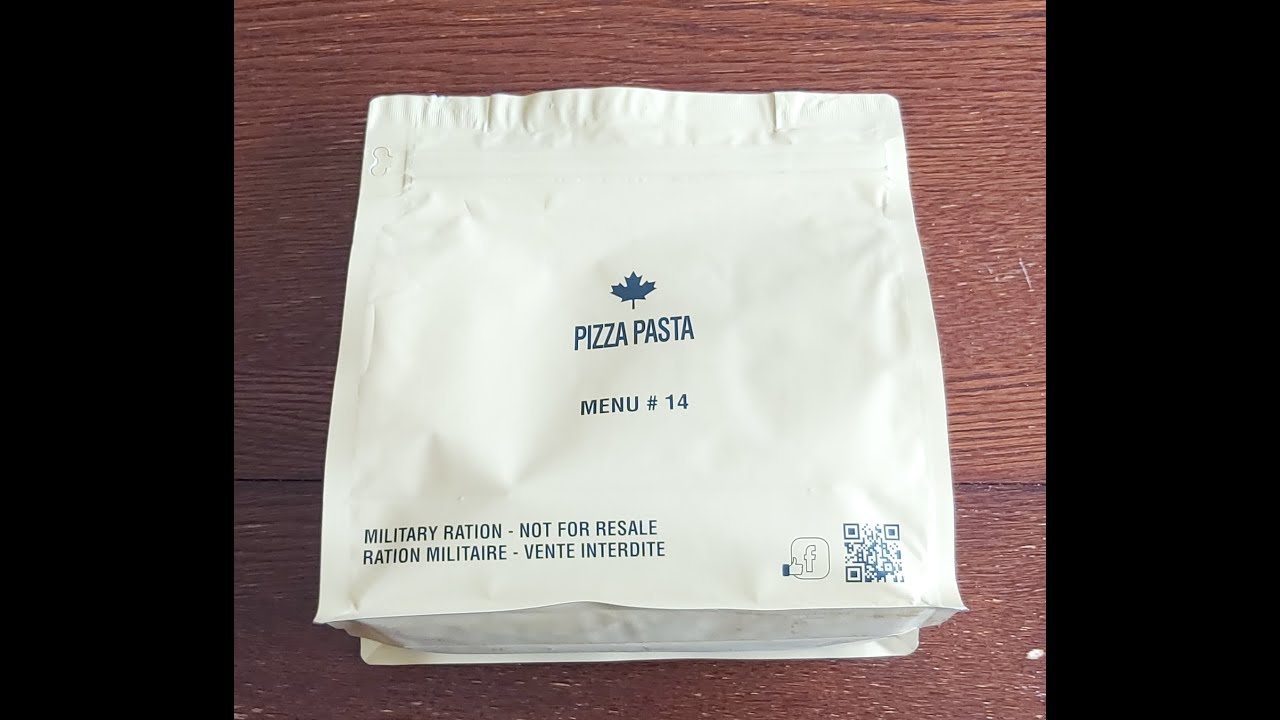 PIZZA PASTA
MENU # 14
MILITARY RATION - NOT FOR RESALE
RATION MILITAIRE - VENTE INTERDITE
f